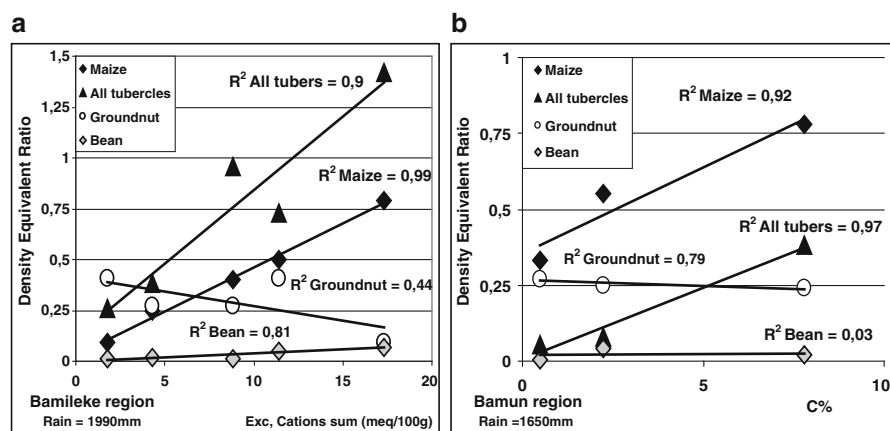 a
1,5
1,25
1
0,75
0,5
0,25
0
0
5
10
15
20
Density Equivalent Ratio
Maize
All tubercles
Groundnut
Bean
R² All tubers = 0,9
R² Maize = 0,99
R² Groundnut = 0,44
R² Bean = 0,81
Bamileke region
Rain = 1990mm
Exc, Cations sum (meq/100g)
b
1
0,75
0,5
0,25
0
0
5
10
Density Equivalent Ratio
Maize
All tubercles
Groundnut
Bean
R² Maize = 0,92
R² All tubers = 0,97
R² Groundnut = 0,79
R² Bean = 0,03
Bamun region
Rain =1650mm
C%